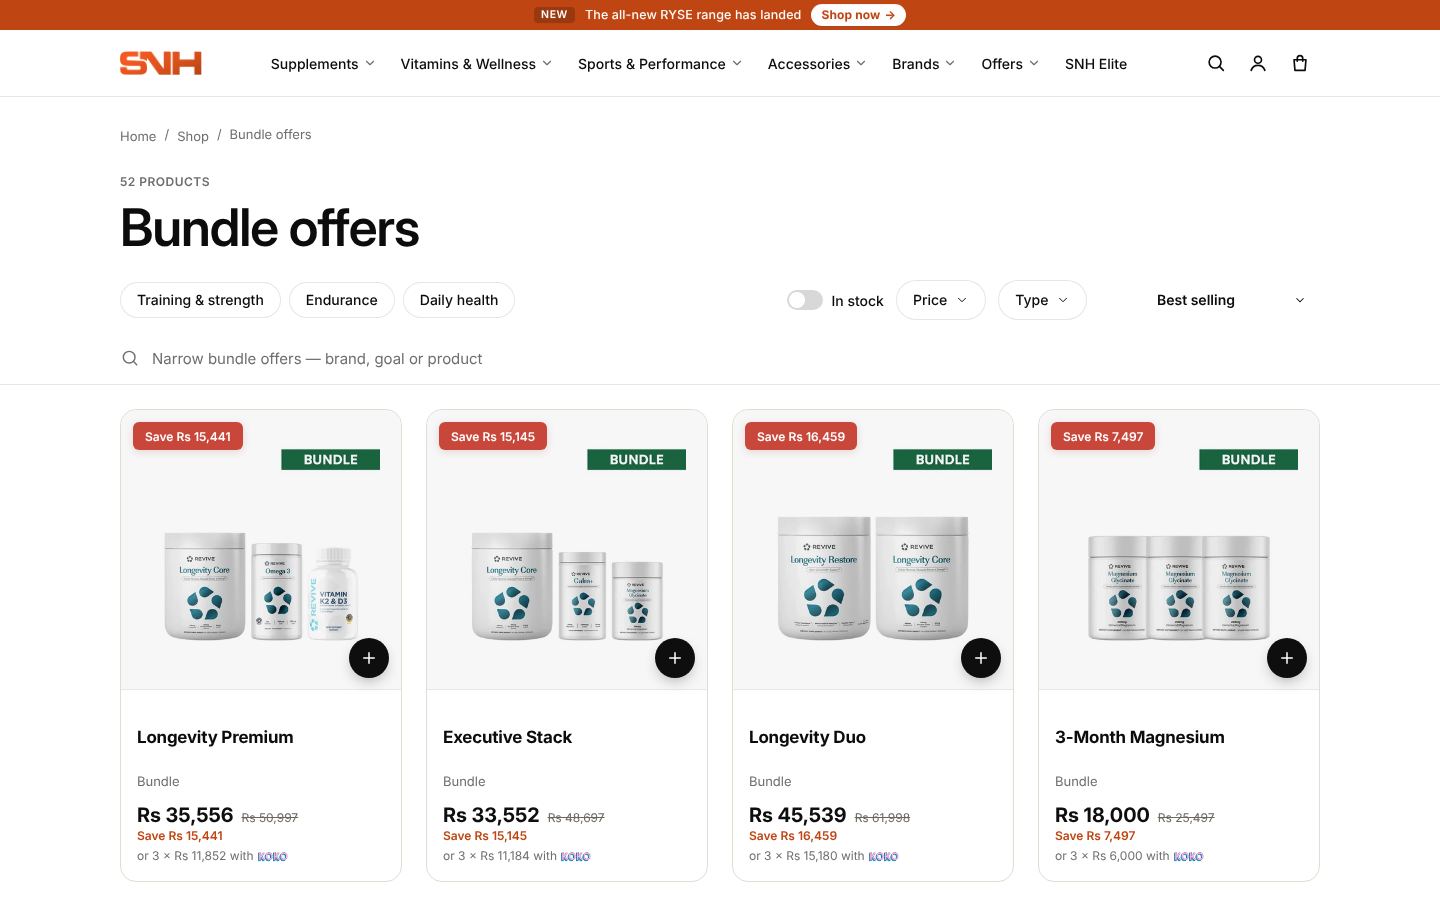 NEW The all-new RYSE range has landed Shop now →
SNH Supplements Vitamins & Wellness Sports & Performance Accessories Brands Offers SNH Elite
Home / Shop / Bundle offers
52 PRODUCTS
Bundle offers
Training & strength Endurance Daily health In stock Price Type Best selling
Narrow bundle offers — brand, goal or product
Save Rs 15,441
BUNDLE
REVIVE
Longevity Core
REVIVE
Omega 3
REVIVE
VITAMIN
K2 & D3
Longevity Premium
Bundle
Rs 35,556 Rs 50,997
Save Rs 15,441
or 3 × Rs 11,852 with KOKO
Save Rs 15,145
BUNDLE
REVIVE
Longevity Core
REVIVE
Calm+
REVIVE
Magnesium
Glycinate
Executive Stack
Bundle
Rs 33,552 Rs 48,697
Save Rs 15,145
or 3 × Rs 11,184 with KOKO
Save Rs 16,459
BUNDLE
REVIVE
Longevity Restore
REVIVE
Longevity Core
Longevity Duo
Bundle
Rs 45,539 Rs 61,998
Save Rs 16,459
or 3 × Rs 15,180 with KOKO
Save Rs 7,497
BUNDLE
REVIVE REVIVE REVIVE
Magnesium Magnesium Magnesium
Glycinate Glycinate Glycinate
3-Month Magnesium
Bundle
Rs 18,000 Rs 25,497
Save Rs 7,497
or 3 × Rs 6,000 with KOKO